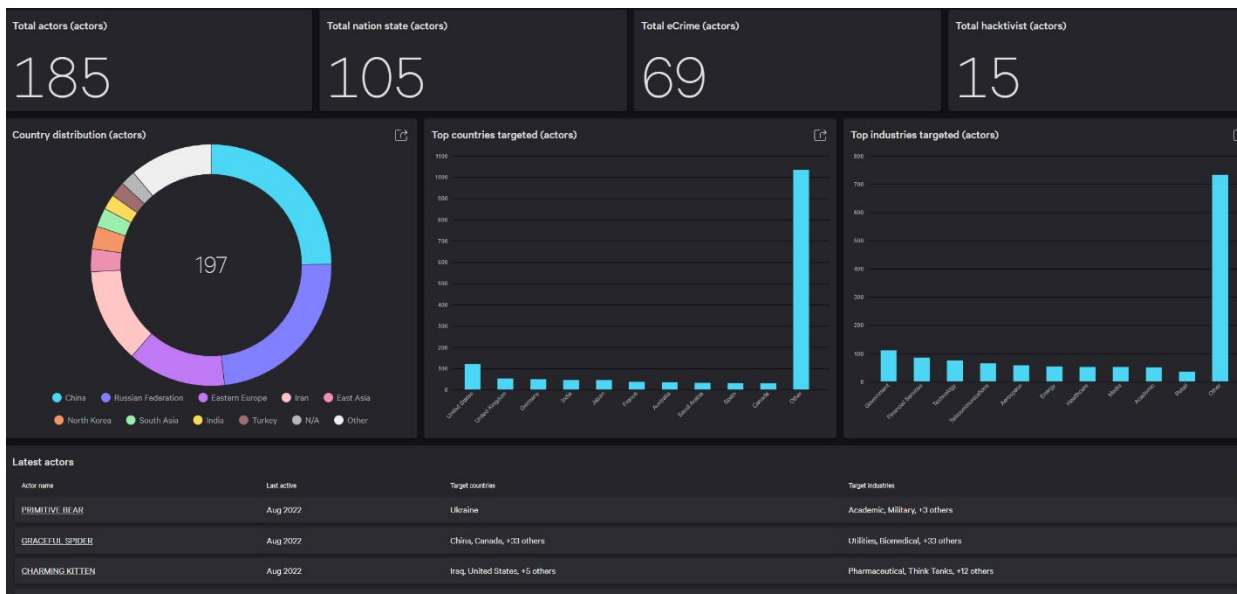 Total actors (actors)
185
Total nation state (actors)
105
Total eCrime (actors)
69
Total hacktivist (actors)
15
Country distribution (actors)
197
China Russian Federation Eastern Europe Iran East Asia
North Korea South Asia India Turkey N/A Other
Top countries targeted (actors)
1100
1000
900
800
700
600
500
400
300
200
100
0
United States
United Kingdom
Germany
India
Japan
France
Australia
Saudi Arabia
Spain
Canada
Other
Top industries targeted (actors)
800
700
600
500
400
300
200
100
0
Government
Financial Services
Technology
Telecommunications
Aerospace
Energy
Healthcare
Media
Academic
Retail
Other
Latest actors
Actor name Last active Target countries Target industries
PRIMITIVE BEAR Aug 2022 Ukraine Academic, Military, +3 others
GRACEFUL SPIDER Aug 2022 China, Canada, +33 others Utilities, Biomedical, +33 others
CHARMING KITTEN Aug 2022 Iraq, United States, +5 others Pharmaceutical, Think Tanks, +12 others